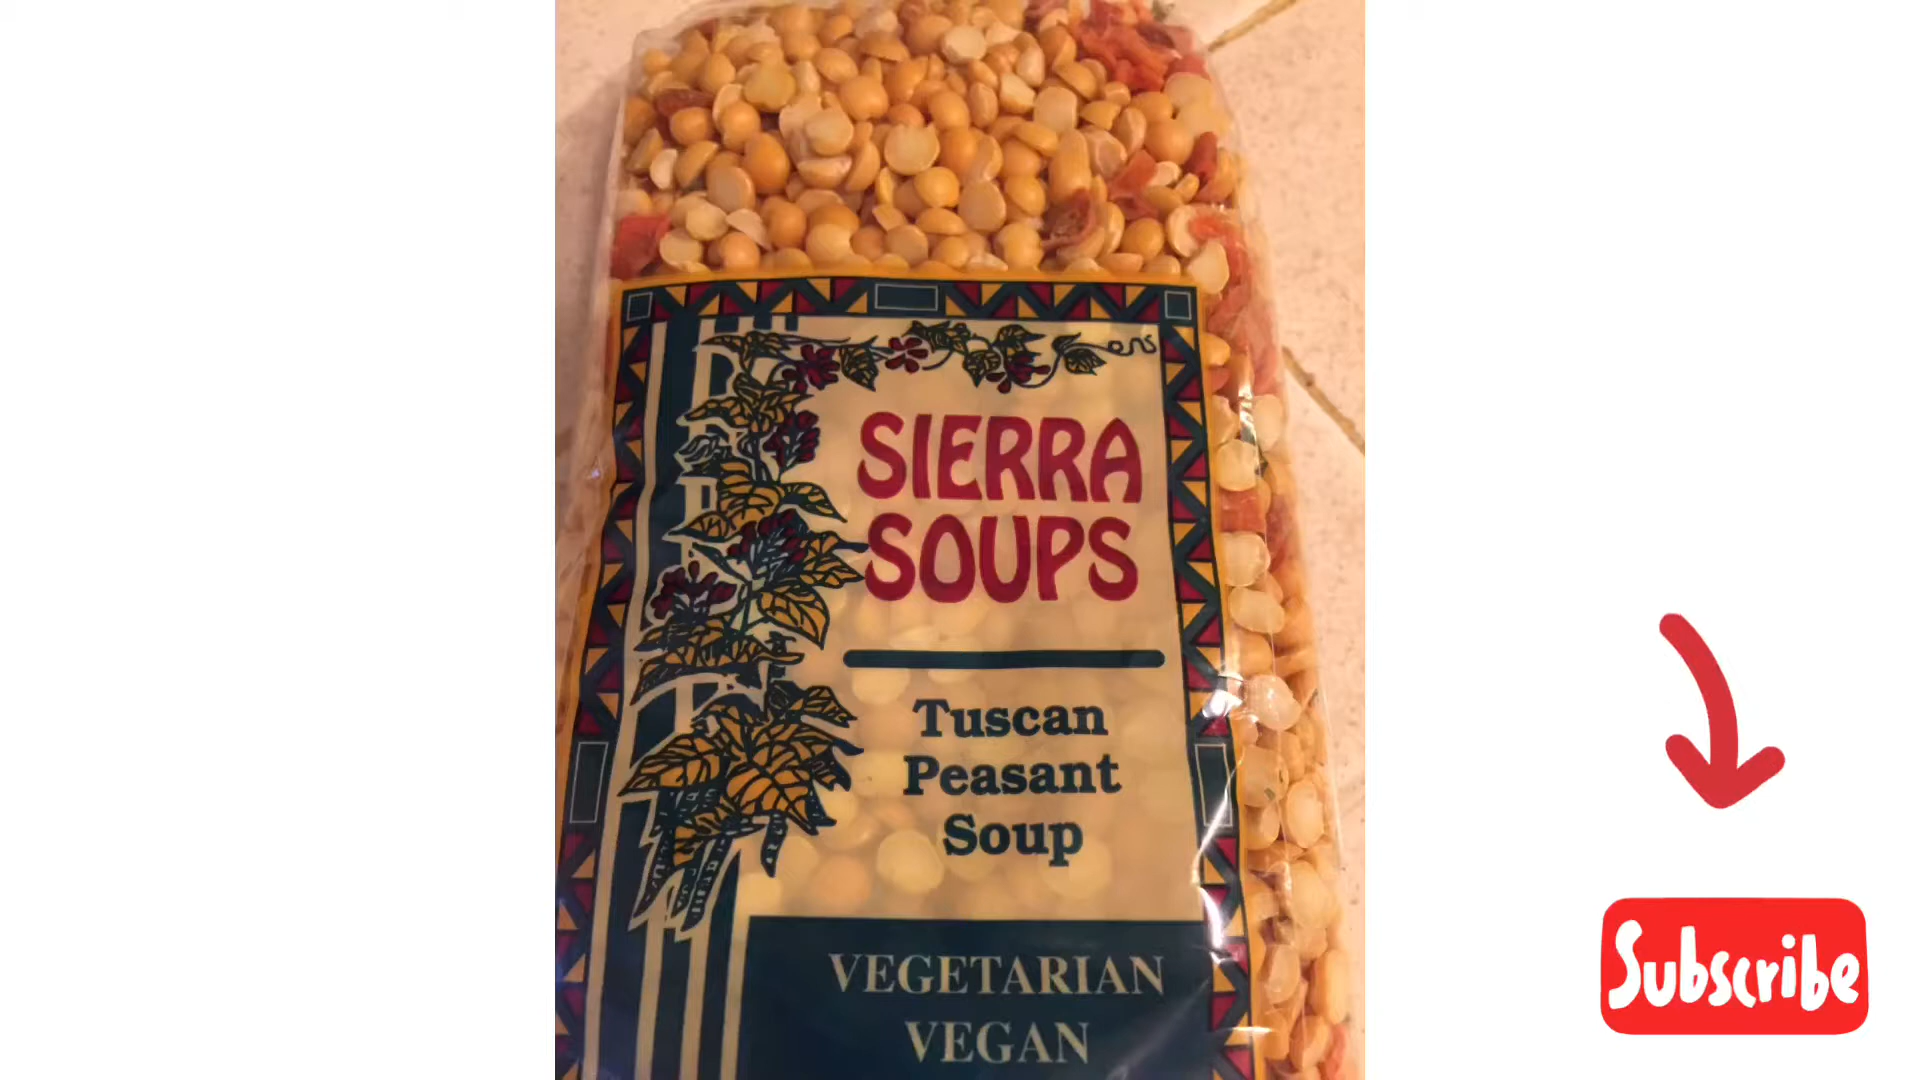 SIERRA
SOUPS
Tuscan
Peasant
Soup
VEGETARIAN
VEGAN
Subscribe